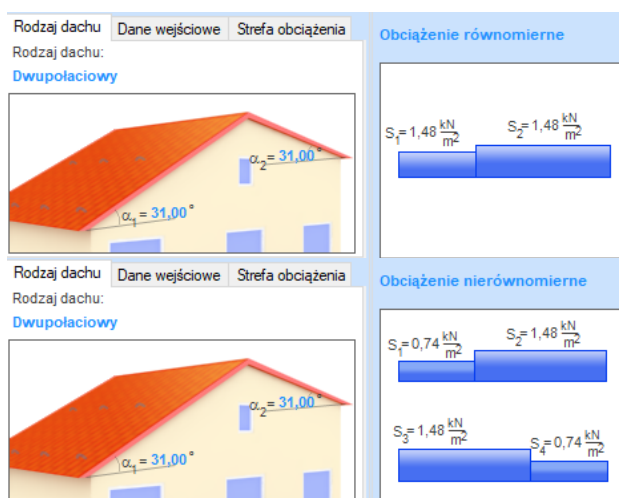 Rodzaj dachu Dane wejściowe Strefa obciążenia
Rodzaj dachu:
Dwupołaciowy
α₁ = 31,00°
α₂ = 31,00°
Obciążenie równomierne
S₁= 1,48 kN/m²
S₂= 1,48 kN/m²
Rodzaj dachu Dane wejściowe Strefa obciążenia
Rodzaj dachu:
Dwupołaciowy
α₁ = 31,00°
α₂ = 31,00°
Obciążenie nierównomierne
S₁= 0,74 kN/m²
S₂= 1,48 kN/m²
S₃= 1,48 kN/m²
S₄= 0,74 kN/m²